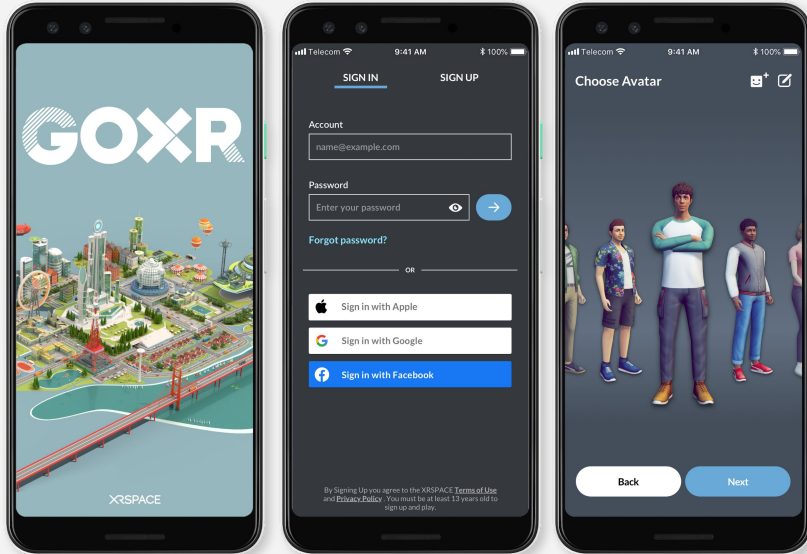 GOXR
XRSPACE
Telecom 9:41 AM 100%
SIGN IN SIGN UP
Account
name@example.com
Password
Enter your password
Forgot password?
OR
Sign in with Apple
Sign in with Google
Sign in with Facebook
By Signing Up you agree to the XRSPACE Terms of Use
and Privacy Policy . You must be at least 13 years old to
sign up and play.
Telecom 9:41 AM 100%
Choose Avatar
Back Next